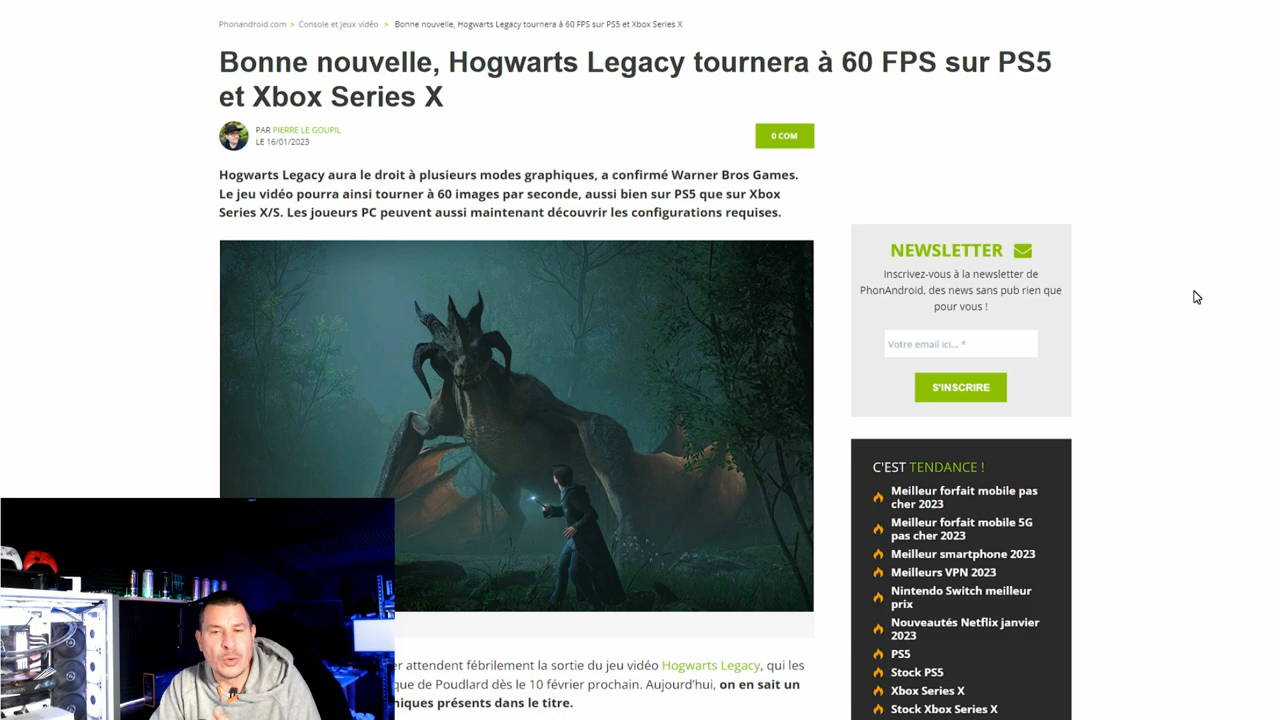 Phonandroid.com > Console et jeux vidéo > Bonne nouvelle, Hogwarts Legacy tournera à 60 FPS sur PS5 et Xbox Series X
Bonne nouvelle, Hogwarts Legacy tournera à 60 FPS sur PS5
et Xbox Series X
PAR PIERRE LE GOUPIL
LE 16/01/2023
0 COM
Hogwarts Legacy aura le droit à plusieurs modes graphiques, a confirmé Warner Bros Games.
Le jeu vidéo pourra ainsi tourner à 60 images par seconde, aussi bien sur PS5 que sur Xbox
Series X/S. Les joueurs PC peuvent aussi maintenant découvrir les configurations requises.
er attendent fébrilement la sortie du jeu vidéo Hogwarts Legacy, qui les
que de Poudlard dès le 10 février prochain. Aujourd'hui, on en sait un
niques présents dans le titre.
NEWSLETTER
Inscrivez-vous à la newsletter de
PhonAndroid, des news sans pub rien que
pour vous !
Votre email ici... *
S'INSCRIRE
C'EST TENDANCE !
Meilleur forfait mobile pas
cher 2023
Meilleur forfait mobile 5G
pas cher 2023
Meilleur smartphone 2023
Meilleurs VPN 2023
Nintendo Switch meilleur
prix
Nouveautés Netflix janvier
2023
PS5
Stock PS5
Xbox Series X
Stock Xbox Series X